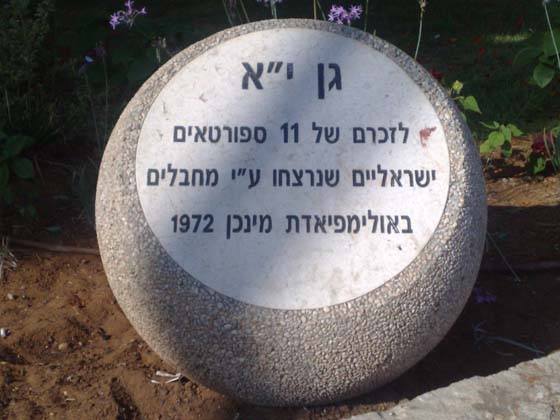 גן י"א
לזכרם של 11 ספורטאים
ישראליים שנרצחו ע"י מחבלים
באולימפיאדת מינכן 1972